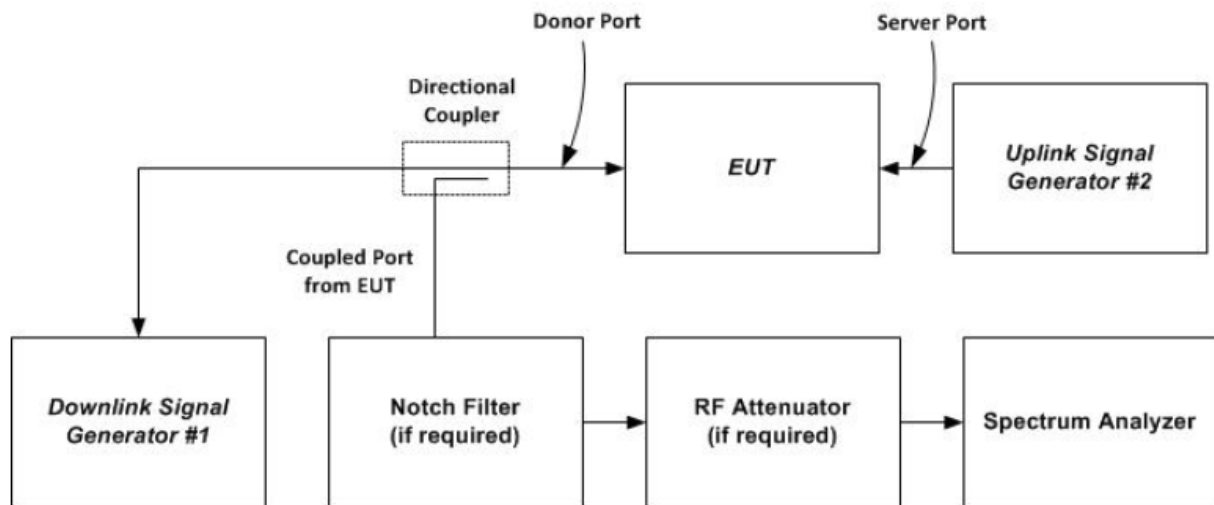 Donor Port
Server Port
Directional
Coupler
EUT
Uplink Signal
Generator #2
Coupled Port
from EUT
Downlink Signal
Generator #1
Notch Filter
(if required)
RF Attenuator
(if required)
Spectrum Analyzer